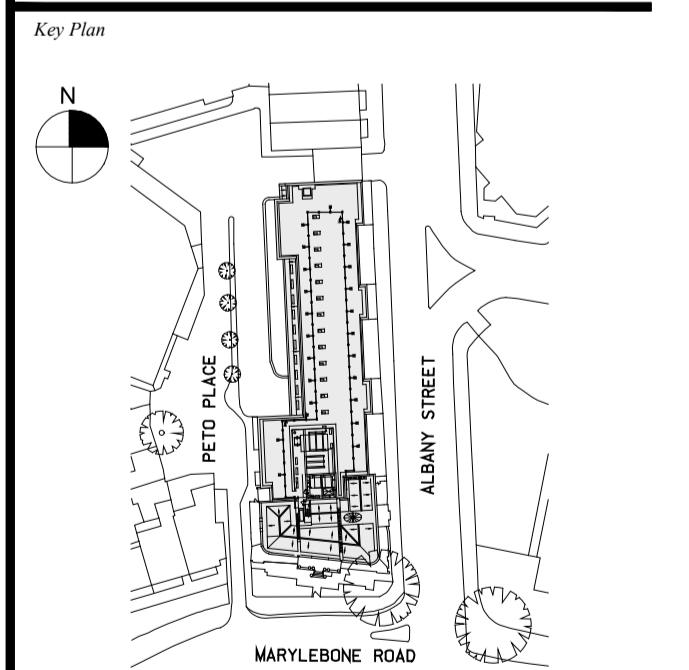 Key Plan
N
PETO PLACE
ALBANY STREET
MARYLEBONE ROAD